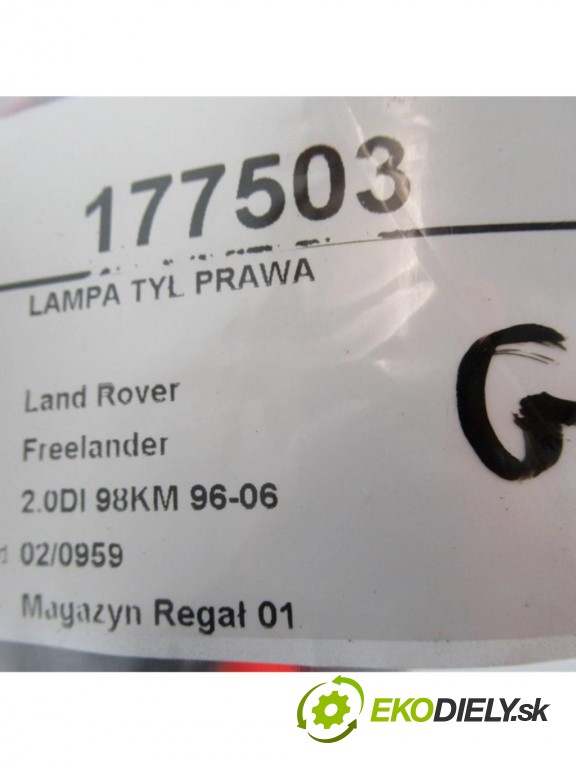 177503
LAMPA TYŁ PRAWA
G
Land Rover
Freelander
2.0DI 98KM 96-06
02/0959
Magazyn Regał 01
EKODIELY.sk